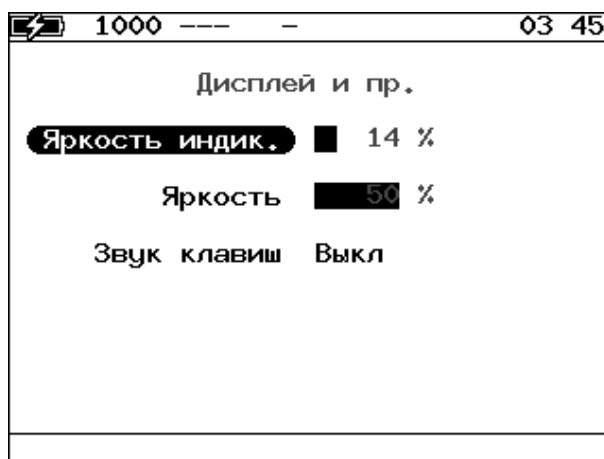 1000 --- - 03 45
Дисплей и пр.
Яркость индик. 14 %
Яркость 50 %
Звук клавиш Выкл